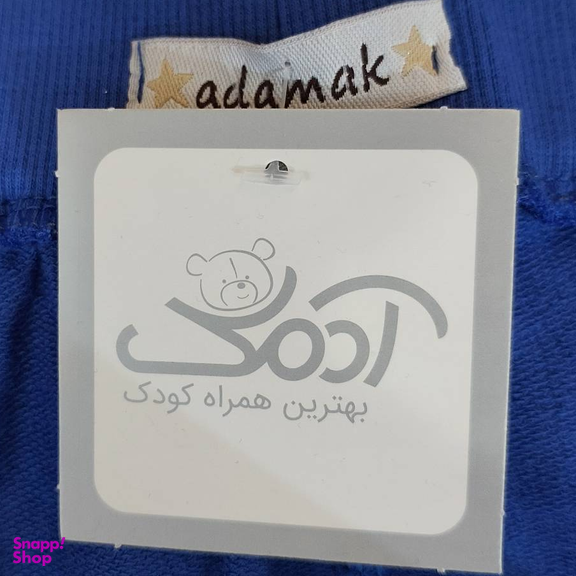 adamak
آدمک
بهترین همراه کودک
Snapp!
Shop